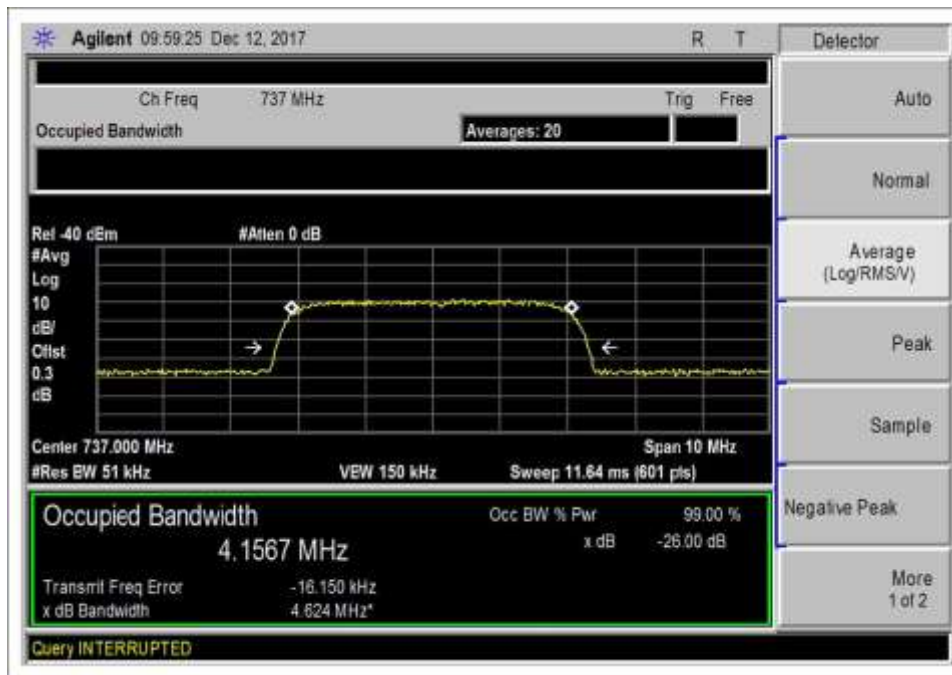 Agilent 09:59:25 Dec 12, 2017 R T
Detector
Ch Freq 737 MHz Trig Free
Occupied Bandwidth Averages: 20
Auto
Normal
Average
(Log/RMS/V)
Peak
Sample
Negative Peak
More
1 of 2
Ref -40 dBm #Atten 0 dB
#Avg
Log
10
dB/
Offst
0.3
dB
Center 737.000 MHz Span 10 MHz
#Res BW 51 kHz VBW 150 kHz Sweep 11.64 ms (601 pts)
Occupied Bandwidth Occ BW % Pwr 99.00 %
4.1567 MHz x dB -26.00 dB
Transmit Freq Error -16.150 kHz
x dB Bandwidth 4.624 MHz*
Query INTERRUPTED